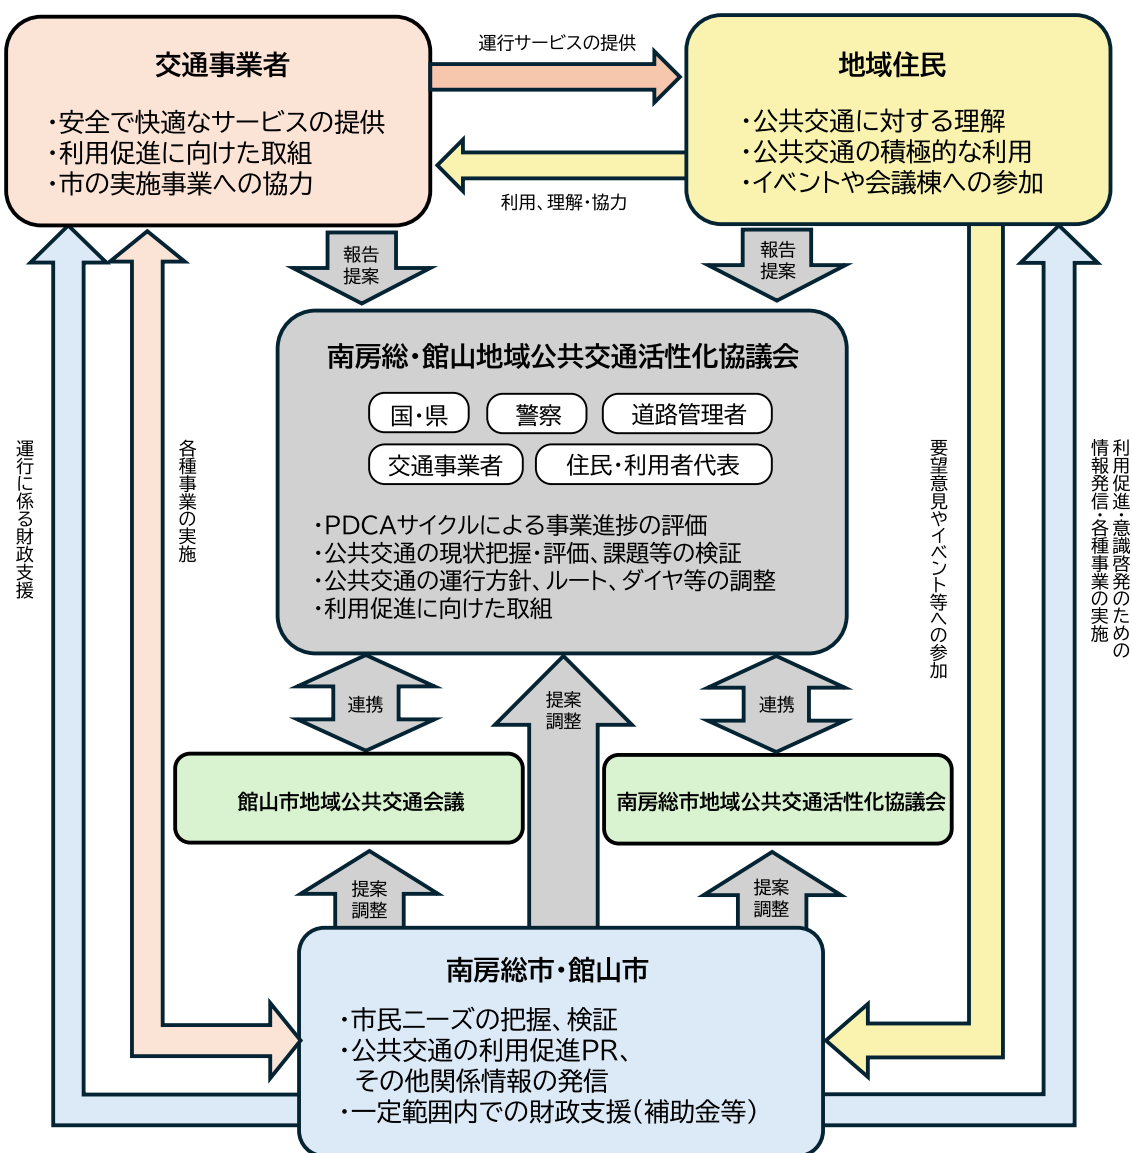 交通事業者
・安全で快適なサービスの提供
・利用促進に向けた取組
・市の実施事業への協力
運行サービスの提供
利用、理解・協力
地域住民
・公共交通に対する理解
・公共交通の積極的な利用
・イベントや会議棟への参加
報告
提案
報告
提案
南房総・館山地域公共交通活性化協議会
国・県
警察
道路管理者
交通事業者
住民・利用者代表
・PDCAサイクルによる事業進捗の評価
・公共交通の現状把握・評価、課題等の検証
・公共交通の運行方針、ルート、ダイヤ等の調整
・利用促進に向けた取組
運行に係る財政支援
各種事業の実施
要望意見やイベント等への参加
利用促進・意識啓発のための
情報発信・各種事業の実施
連携
提案
調整
連携
館山市地域公共交通会議
南房総市地域公共交通活性化協議会
提案
調整
提案
調整
南房総市・館山市
・市民ニーズの把握、検証
・公共交通の利用促進PR、
その他関係情報の発信
・一定範囲内での財政支援（補助金等）